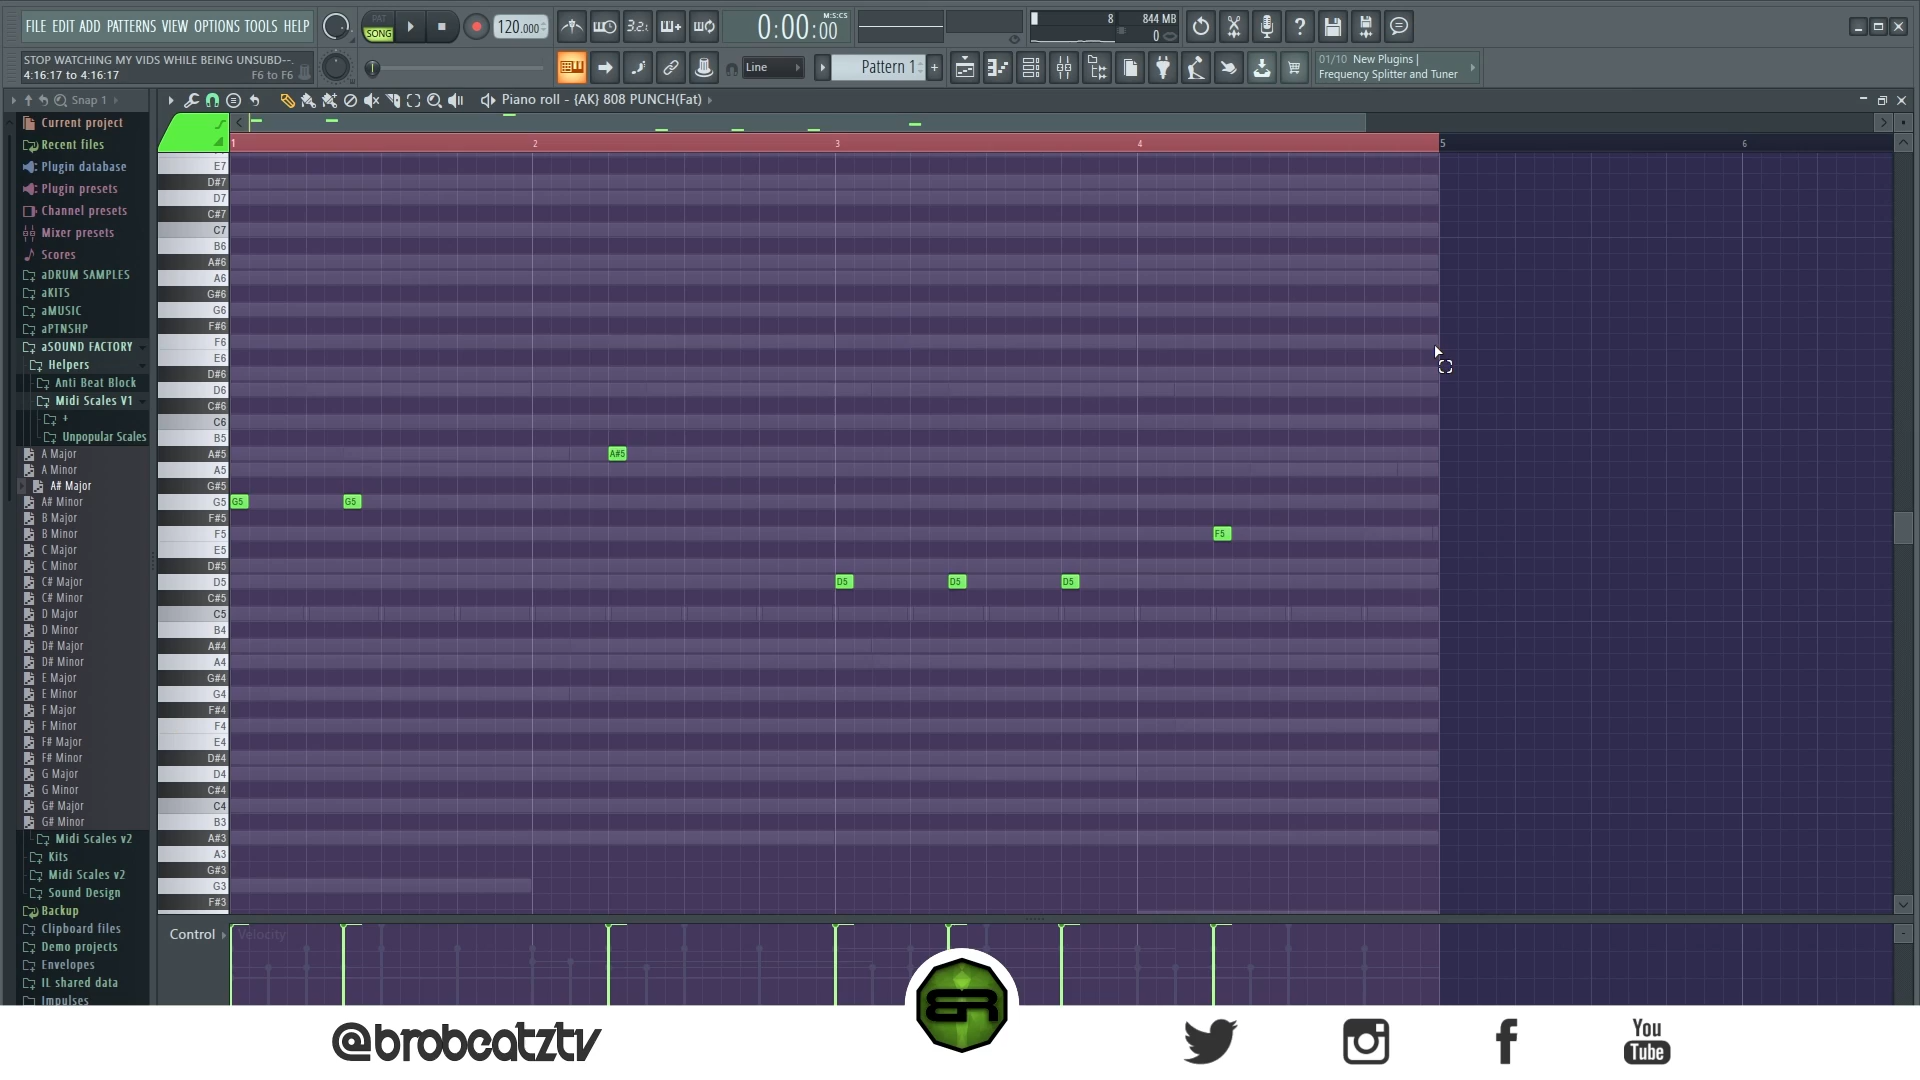 FILE EDIT ADD PATTERNS VIEW OPTIONS TOOLS HELP
PAT
SONG
120.000
3.2.
0:00:00
M:S:CS
8
844 MB
0
STOP WATCHING MY VIDS WHILE BEING UNSUBD--.
4:16:17 to 4:16:17
F6 to F6
Line
Pattern 1
+
01/10 New Plugins |
Frequency Splitter and Tuner
Snap 1
Piano roll - {AK} 808 PUNCH(Fat)
1
2
3
4
5
6
Current project
Recent files
Plugin database
Plugin presets
Channel presets
Mixer presets
Scores
aDRUM SAMPLES
aKITS
aMUSIC
aPTNSHP
aSOUND FACTORY
Helpers
Anti Beat Block
Midi Scales V1
+
Unpopular Scales
A Major
A Minor
A# Major
A# Minor
B Major
B Minor
C Major
C Minor
C# Major
C# Minor
D Major
D Minor
D# Major
D# Minor
E Major
E Minor
F Major
F Minor
F# Major
F# Minor
G Major
G Minor
G# Major
G# Minor
Midi Scales v2
Kits
Midi Scales v2
Sound Design
Backup
Clipboard files
Demo projects
Envelopes
IL shared data
Impulses
E7
D#7
D7
C#7
C7
B6
A#6
A6
G#6
G6
F#6
F6
E6
D#6
D6
C#6
C6
B5
A#5
A5
G#5
G5
F#5
F5
E5
D#5
D5
C#5
C5
B4
A#4
A4
G#4
G4
F#4
F4
E4
D#4
D4
C#4
C4
B3
A#3
A3
G#3
G3
F#3
A#5
G5
G5
F5
D5
D5
D5
Control
Velocity
@brobeatztv
BR
You
Tube